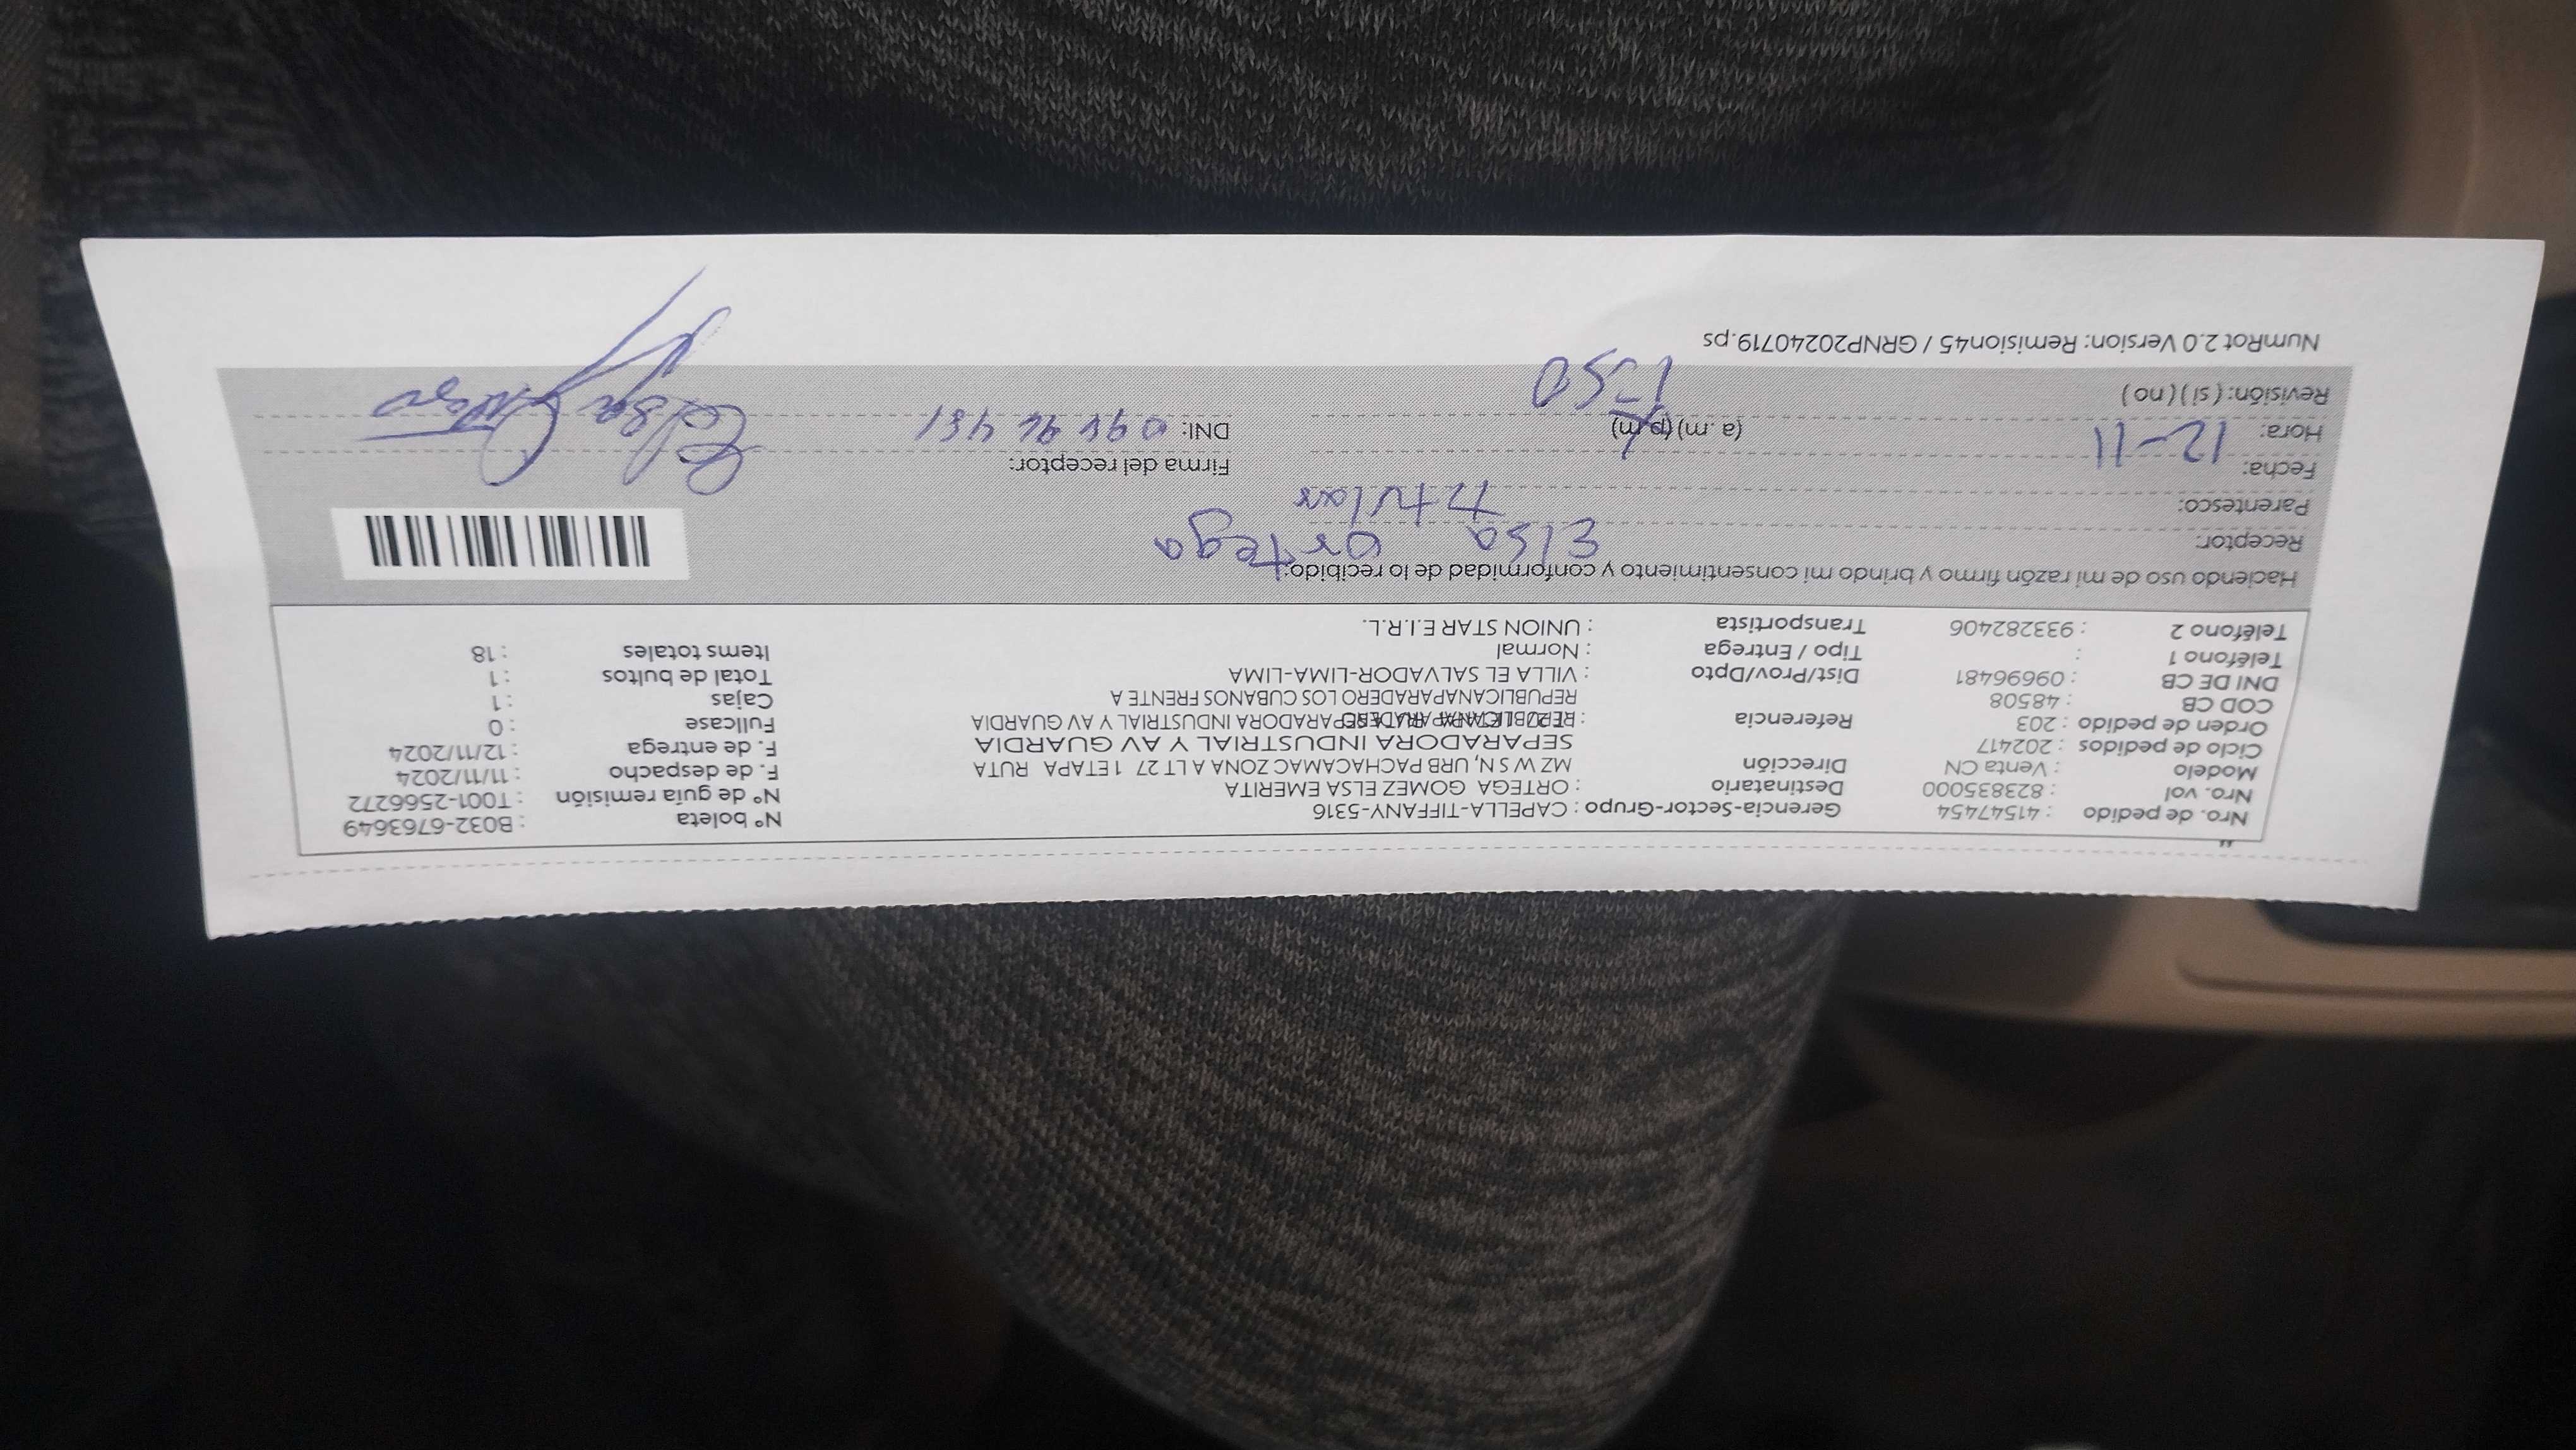 Nro. de pedido : 41547454 Gerencia-Sector-Grupo : CAPELLA-TIFFANY-5316 N° boleta : B032-6763649
Nro. vol : 823835000 Destinatario : ORTEGA GOMEZ ELSA EMERITA N° de guía remisión : T001-2566272
Modelo : Venta CN Dirección MZ W S N, URB PACHACAMAC ZONA A LT 27 1 ETAPA RUTA F. de despacho : 11/11/2024
Ciclo de pedidos : 202417 SEPARADORA INDUSTRIAL Y AV GUARDIA F. de entrega : 12/11/2024
Orden de pedido : 203 Referencia : SEPARADORA INDUSTRIAL Y AV GUARDIA Fullcase : 0
COD CB : 48508 REPUBLICANAPARADERO LOS CUBANOS FRENTE A Cajas : 1
DNI DE CB : 09696481 Dist/Prov/Dpto : VILLA EL SALVADOR-LIMA-LIMA Total de bultos : 1
Teléfono 1 : Tipo / Entrega : Normal Items totales : 18
Teléfono 2 : 933282406 Transportista : UNION STAR E.I.R.L.
Haciendo uso de mi razón firmo y brindo mi consentimiento y conformidad de lo recibido:
Receptor: Elsa Ortega
Parentesco: Titular
Fecha: 12-11 Firma del receptor:
Hora: (a.m) (p.m) 1:50 DNI:
Revisión: (si) (no)
NumRot 2.0 Version: Remision45 / GRNP20240719.ps